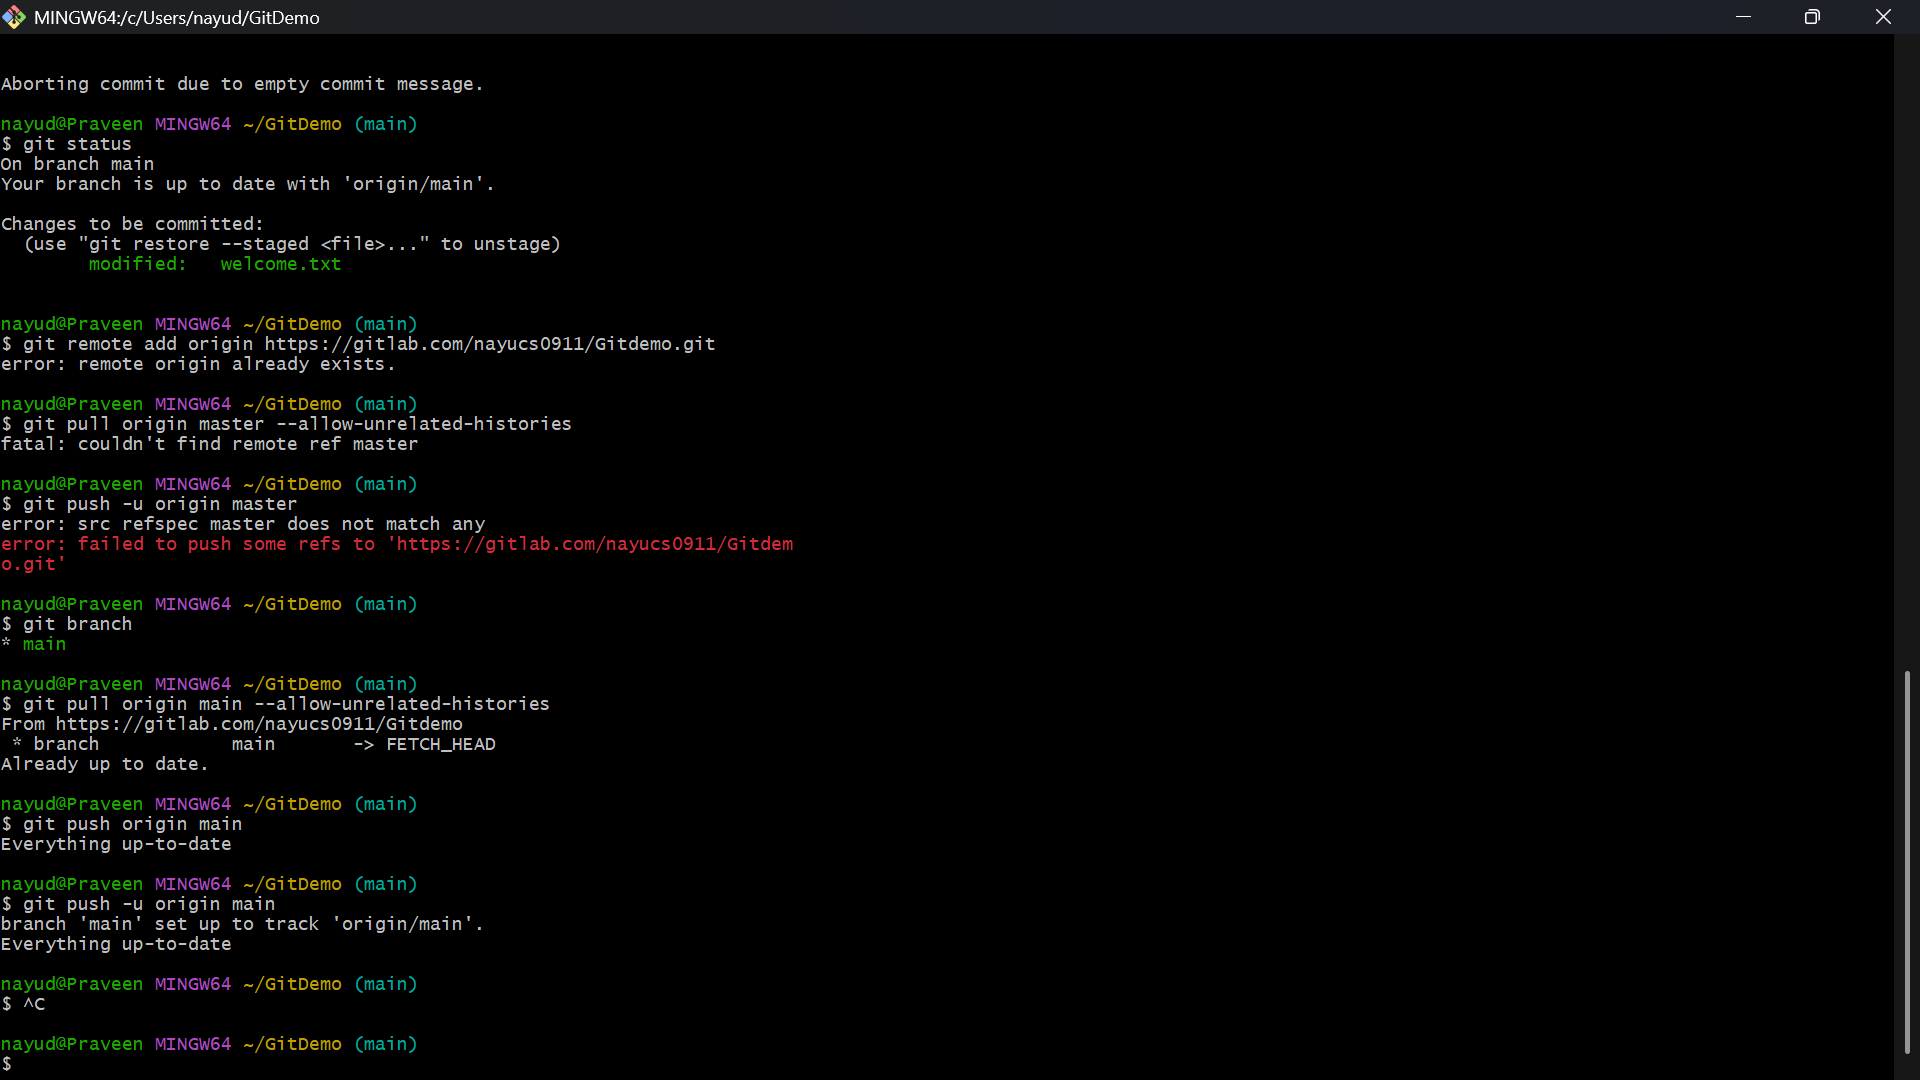 MINGW64:/c/Users/nayud/GitDemo
Aborting commit due to empty commit message.
nayud@Praveen MINGW64 ~/GitDemo (main)
$ git status
On branch main
Your branch is up to date with 'origin/main'.
Changes to be committed:
  (use "git restore --staged <file>..." to unstage)
        modified:   welcome.txt
nayud@Praveen MINGW64 ~/GitDemo (main)
$ git remote add origin https://gitlab.com/nayucs0911/Gitdemo.git
error: remote origin already exists.
nayud@Praveen MINGW64 ~/GitDemo (main)
$ git pull origin master --allow-unrelated-histories
fatal: couldn't find remote ref master
nayud@Praveen MINGW64 ~/GitDemo (main)
$ git push -u origin master
error: src refspec master does not match any
error: failed to push some refs to 'https://gitlab.com/nayucs0911/Gitdem
o.git'
nayud@Praveen MINGW64 ~/GitDemo (main)
$ git branch
* main
nayud@Praveen MINGW64 ~/GitDemo (main)
$ git pull origin main --allow-unrelated-histories
From https://gitlab.com/nayucs0911/Gitdemo
 * branch            main       -> FETCH_HEAD
Already up to date.
nayud@Praveen MINGW64 ~/GitDemo (main)
$ git push origin main
Everything up-to-date
nayud@Praveen MINGW64 ~/GitDemo (main)
$ git push -u origin main
branch 'main' set up to track 'origin/main'.
Everything up-to-date
nayud@Praveen MINGW64 ~/GitDemo (main)
$ ^C
nayud@Praveen MINGW64 ~/GitDemo (main)
$